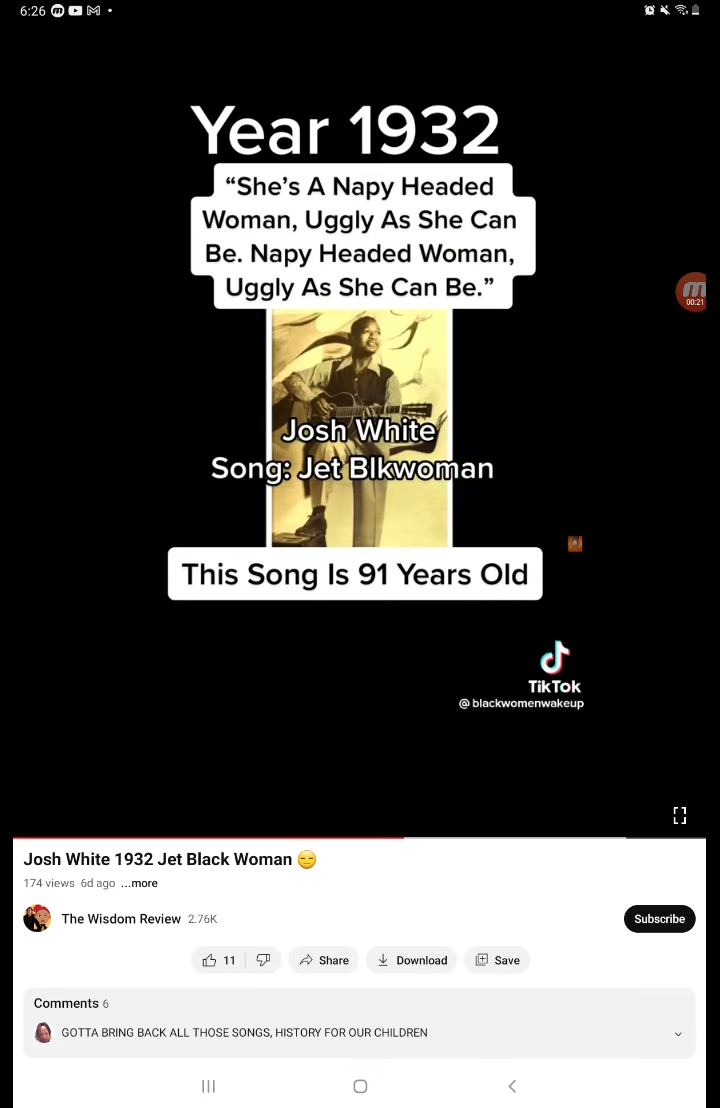 6:26
Year 1932
“She’s A Napy Headed
Woman, Uggly As She Can
Be. Napy Headed Woman,
Uggly As She Can Be.”
00:21
Josh White
Song: Jet Blkwoman
This Song Is 91 Years Old
TikTok
@blackwomenwakeup
Josh White 1932 Jet Black Woman 😑
174 views 6d ago ...more
The Wisdom Review 2.76K
Subscribe
11 Share Download Save
Comments 6
GOTTA BRING BACK ALL THOSE SONGS, HISTORY FOR OUR CHILDREN